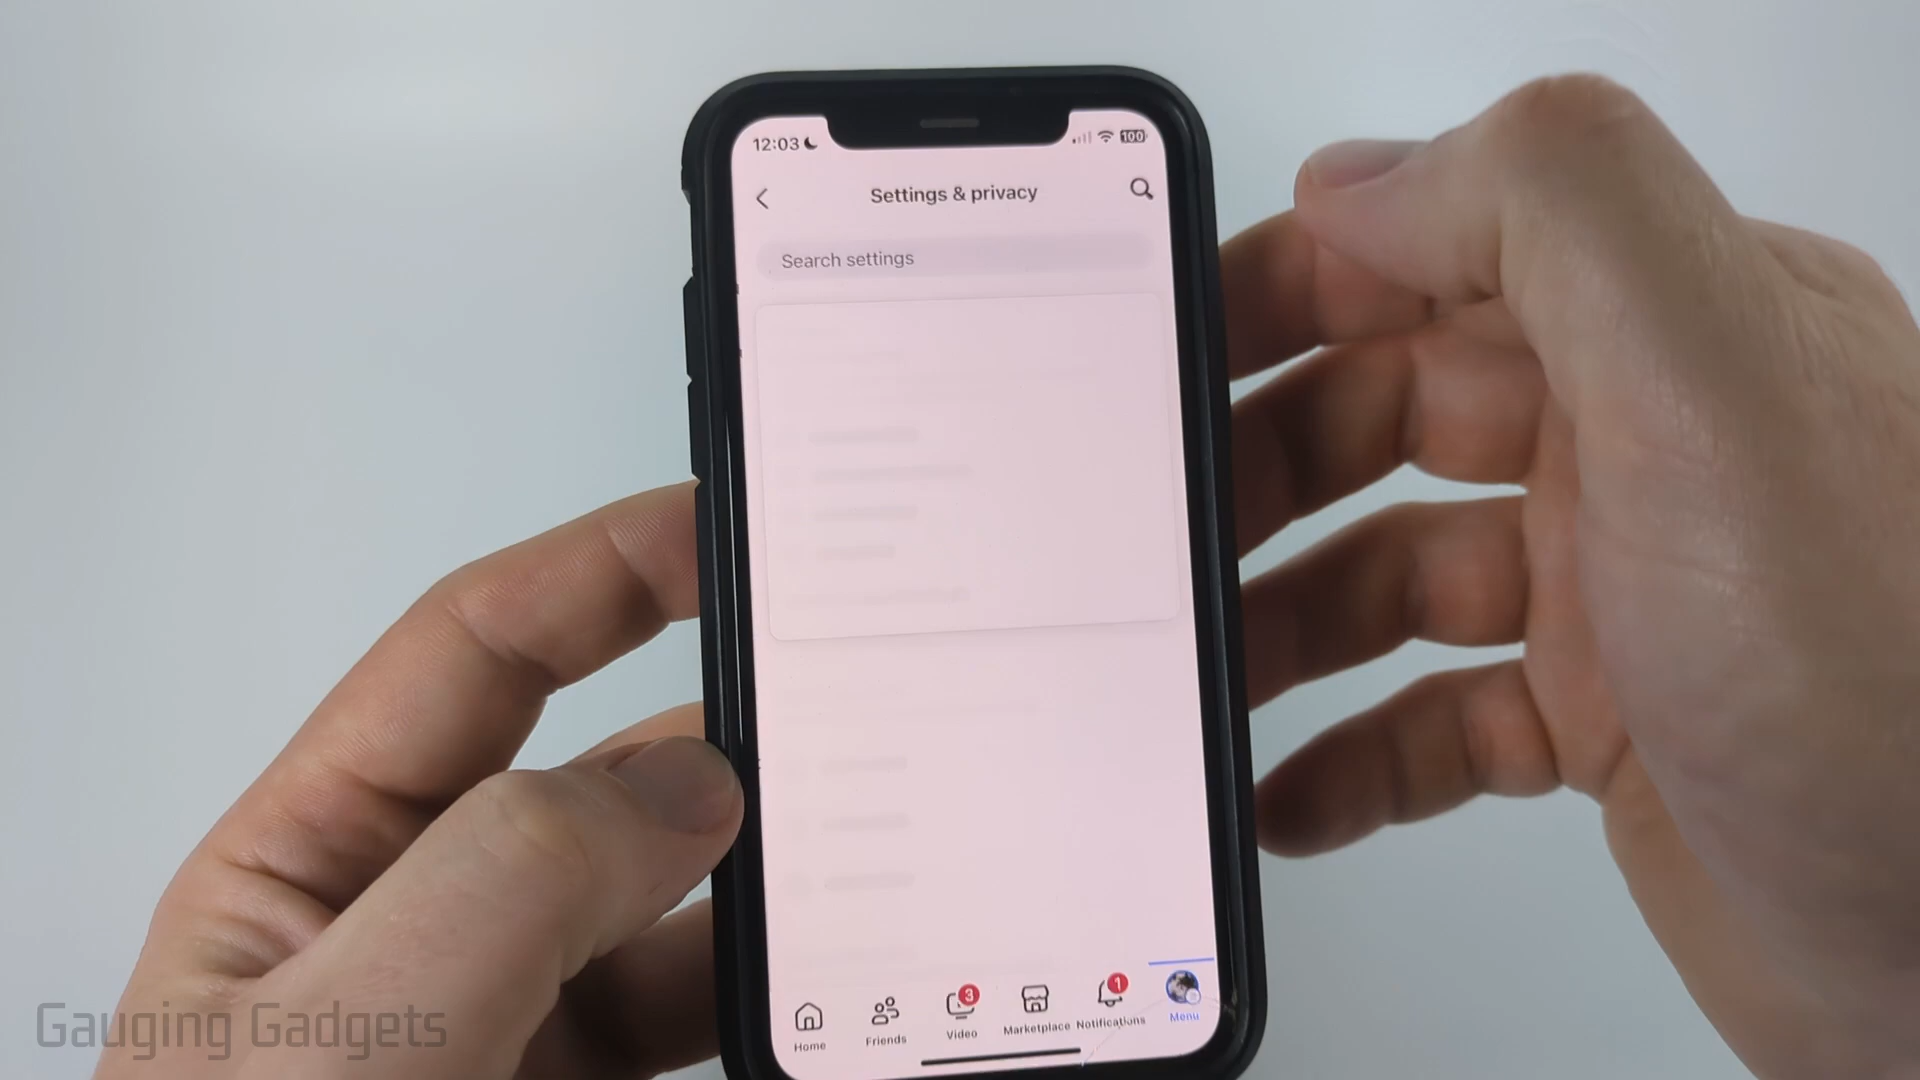 12:03
100
Settings & privacy
Search settings
3
1
Home
Friends
Video
Marketplace
Notifications
Menu
Gauging Gadgets